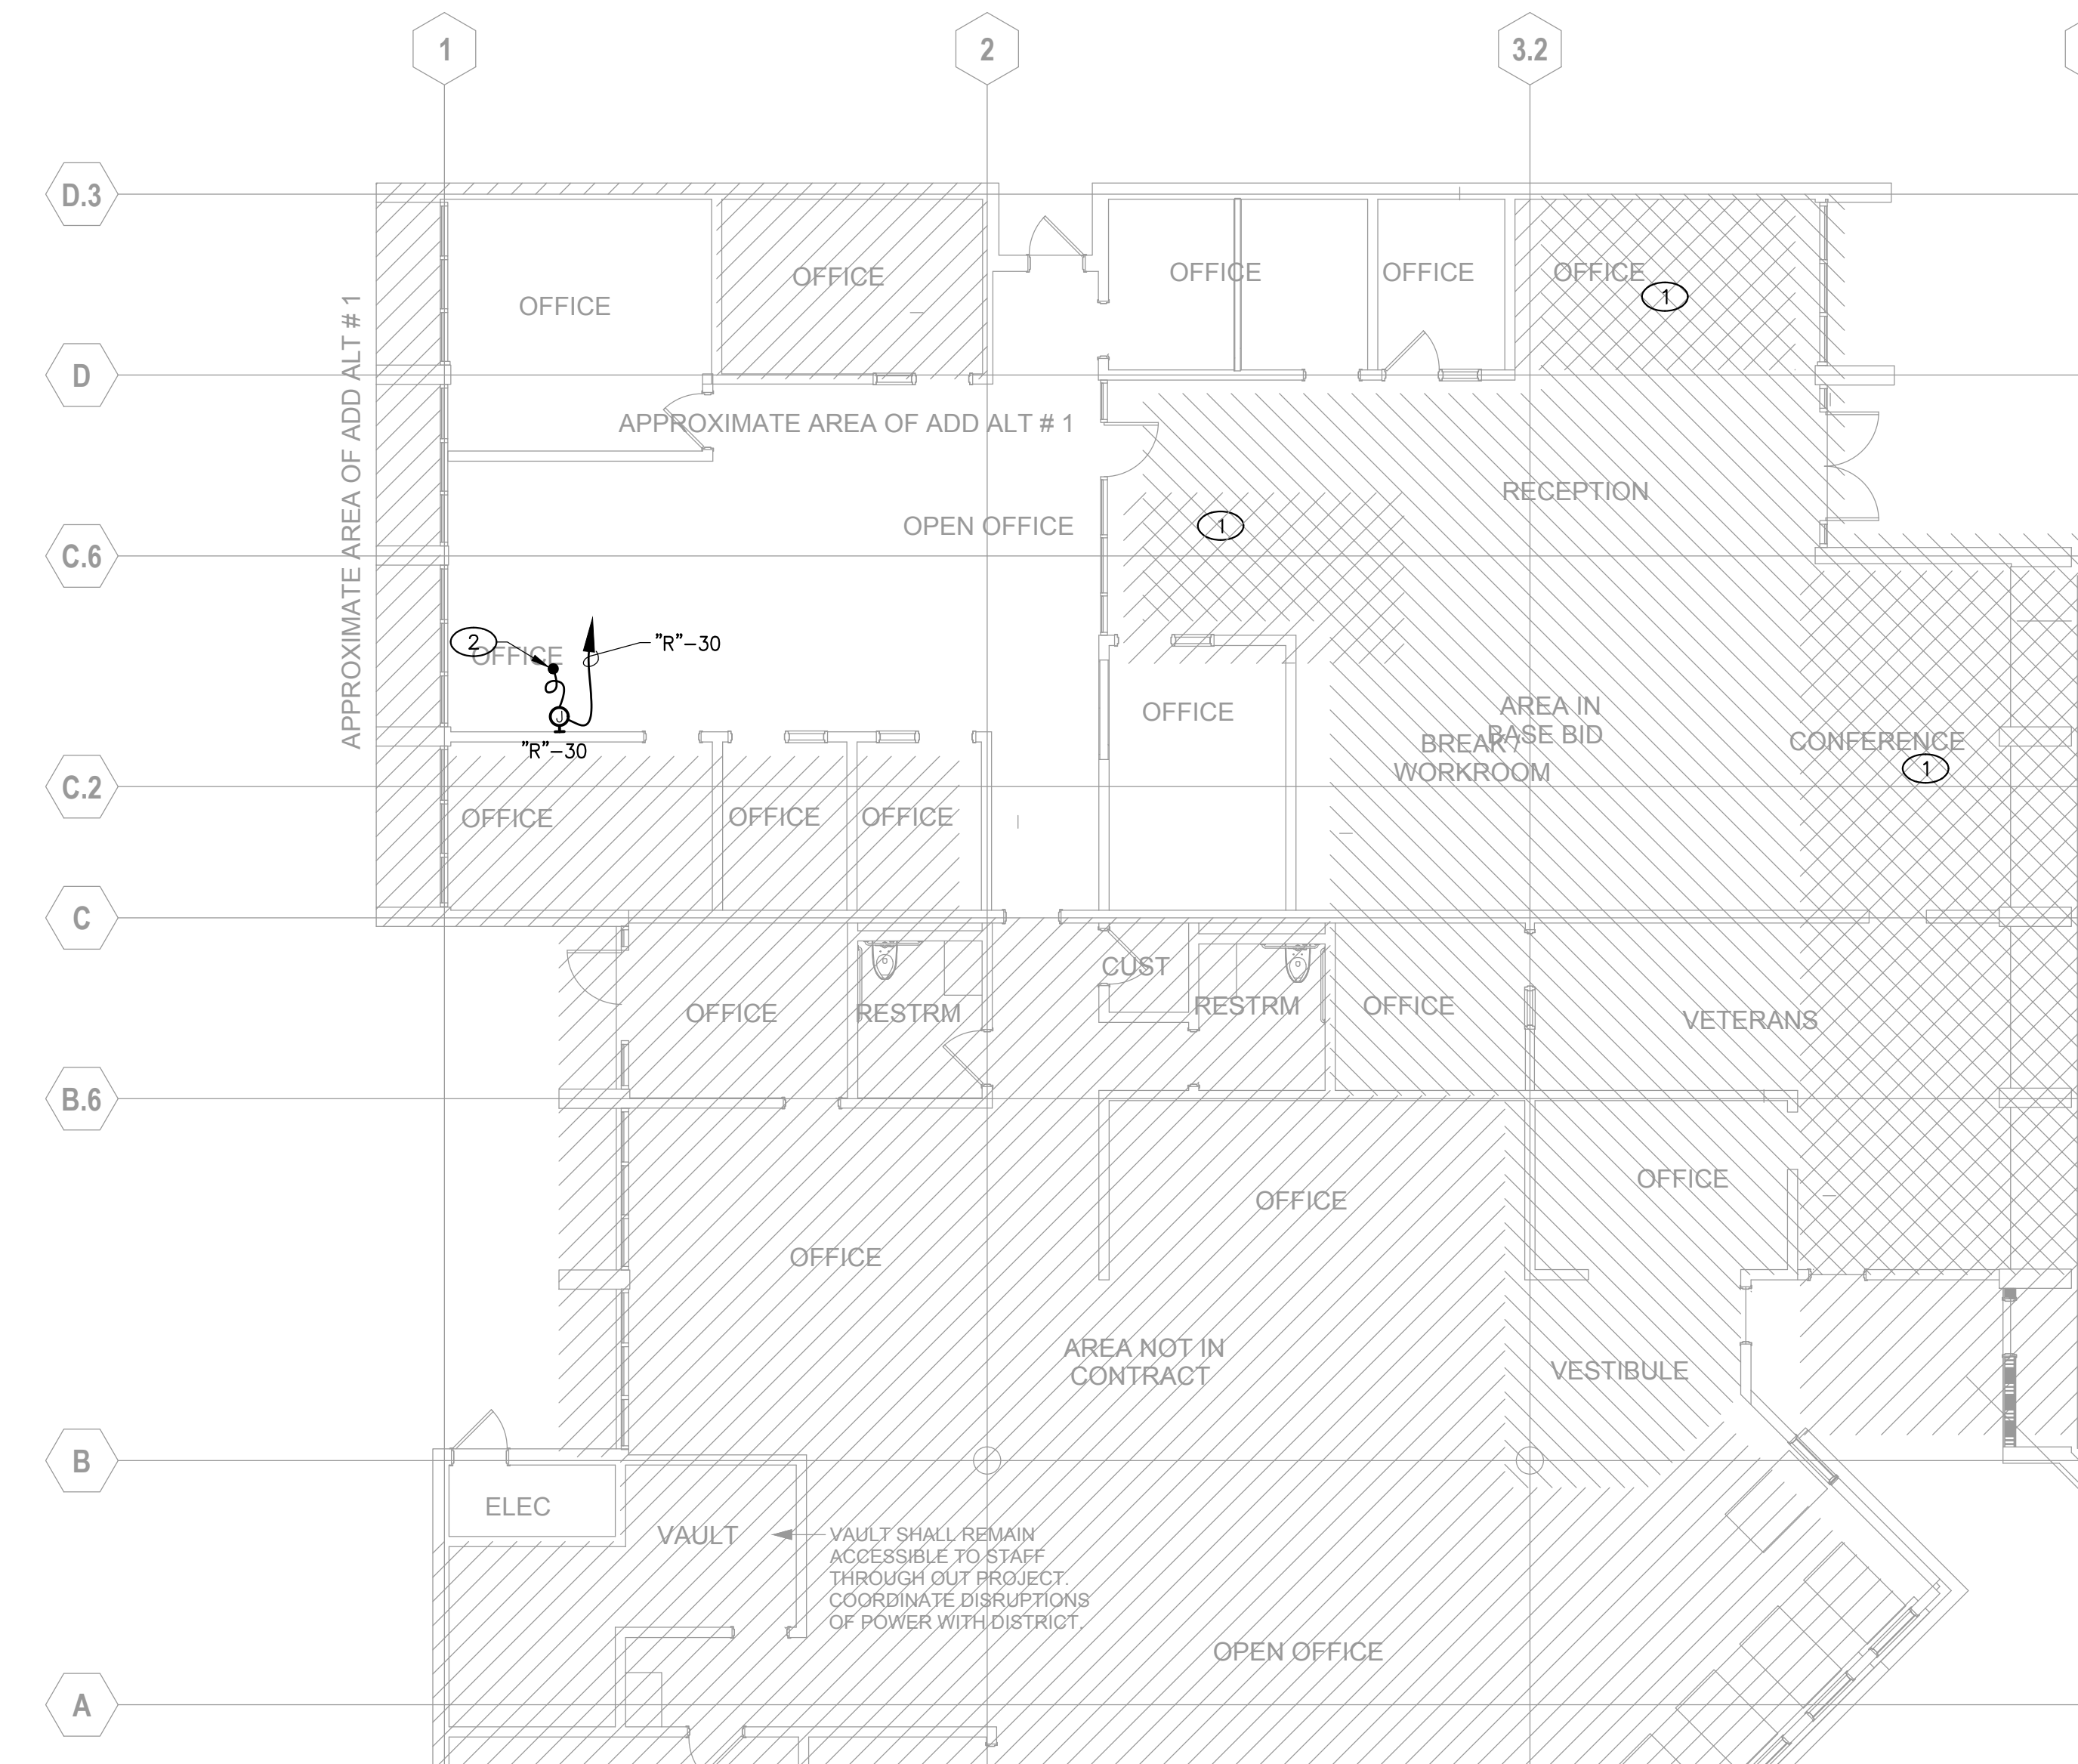 1
2
3.2
D.3
OFFICE
OFFICE
OFFICE
OFFICE
OFFICE
1
APPROXIMATE AREA OF ADD ALT # 1
D
APPROXIMATE AREA OF ADD ALT # 1
RECEPTION
OPEN OFFICE
1
C.6
2
OFFICE
"R"-30
"R"-30
OFFICE
AREA IN
BASE BID
BREAK /
WORKROOM
CONFERENCE
1
C.2
OFFICE
OFFICE
OFFICE
C
CUST
OFFICE
RESTRM
RESTRM
OFFICE
VETERANS
B.6
OFFICE
OFFICE
OFFICE
AREA NOT IN
CONTRACT
VESTIBULE
B
ELEC
VAULT
VAULT SHALL REMAIN
ACCESSIBLE TO STAFF
THROUGH OUT PROJECT.
COORDINATE DISRUPTIONS
OF POWER WITH DISTRICT.
OPEN OFFICE
A
J